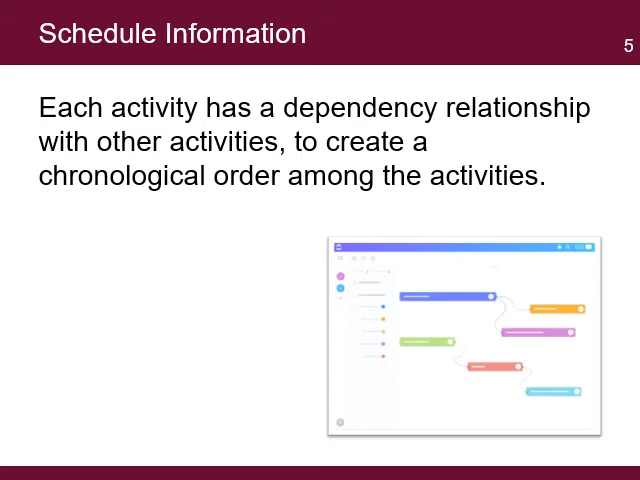 Schedule Information
5
Each activity has a dependency relationship
with other activities, to create a
chronological order among the activities.